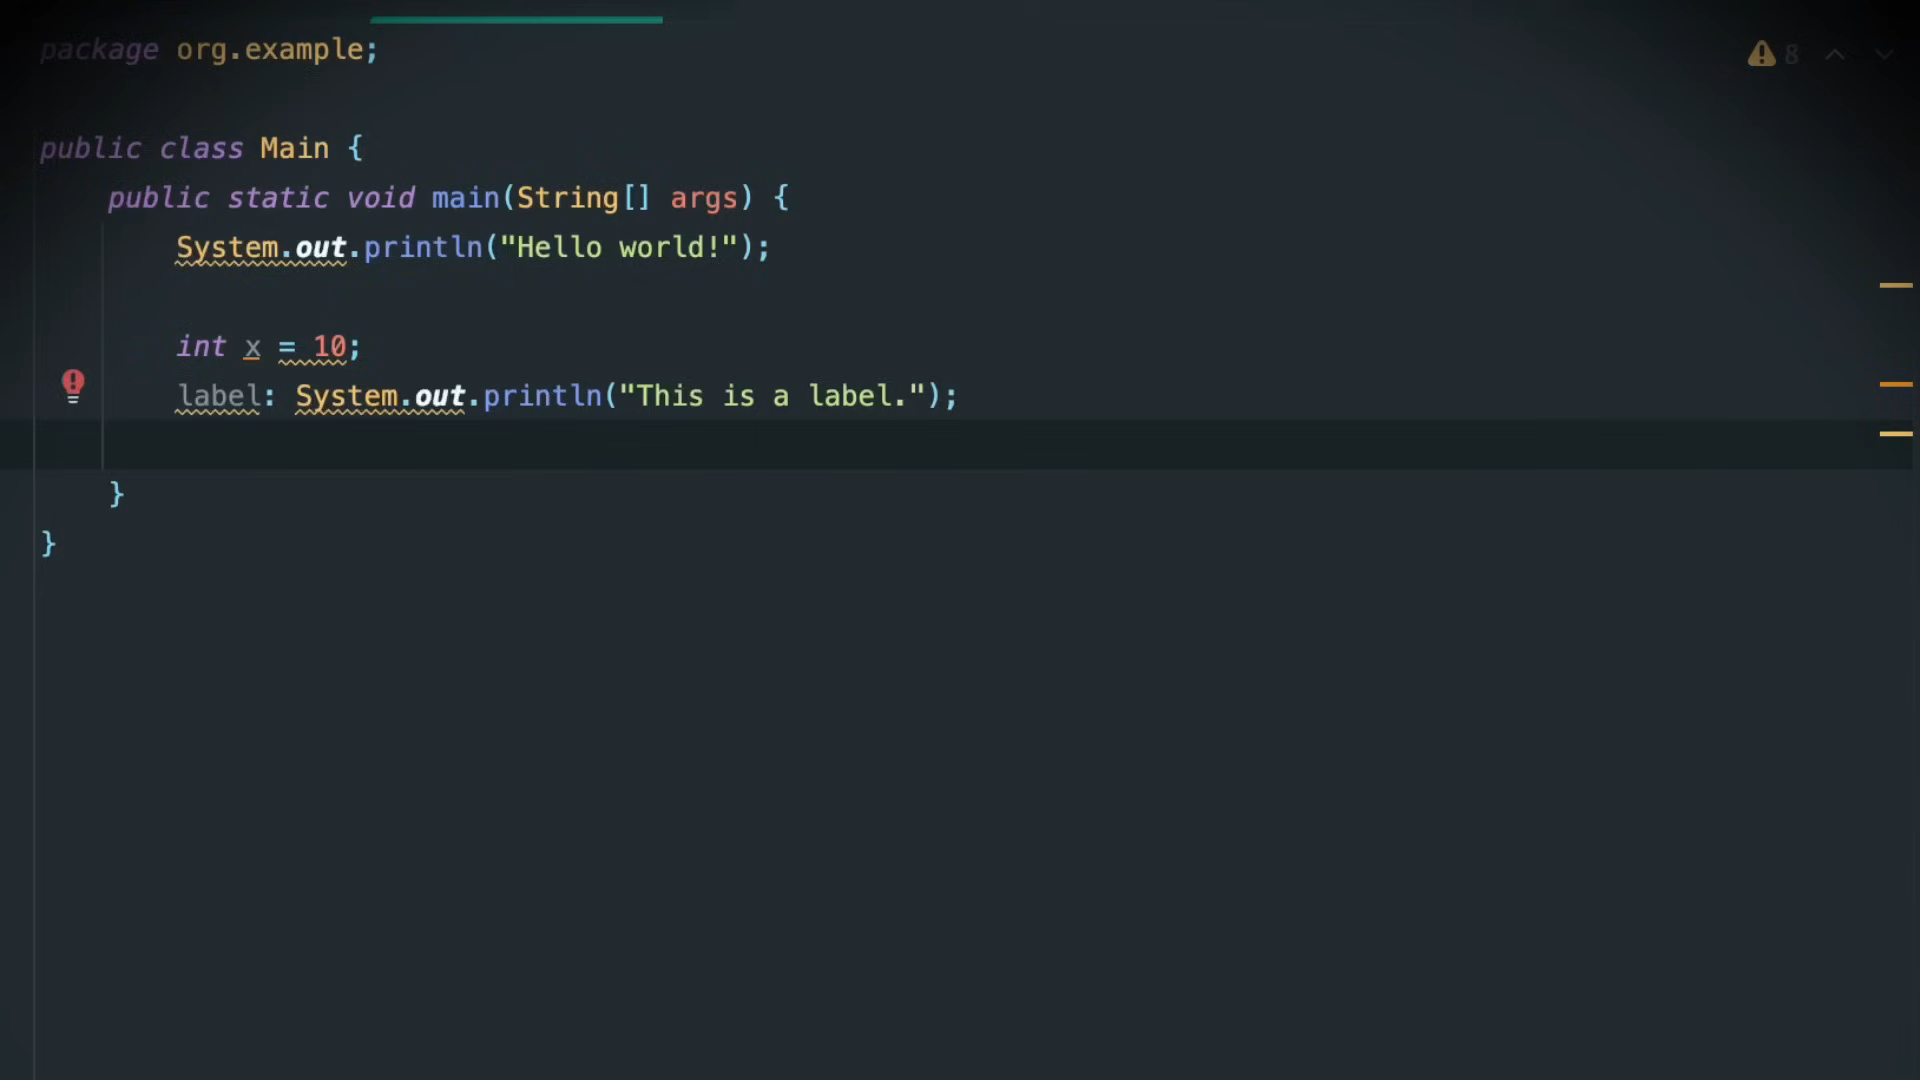 package org.example;
8
public class Main {
public static void main(String[] args) {
System.out.println("Hello world!");
int x = 10;
label: System.out.println("This is a label.");
}
}